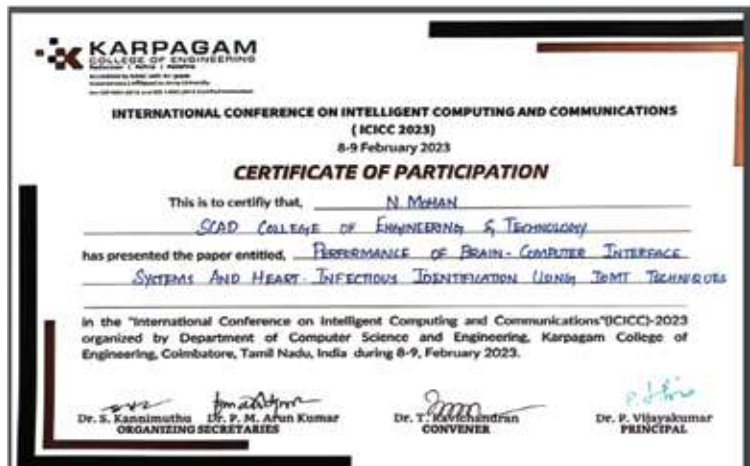 KARPAGAM
COLLEGE OF ENGINEERING
INTERNATIONAL CONFERENCE ON INTELLIGENT COMPUTING AND COMMUNICATIONS
( ICICC 2023)
8-9 February 2023
CERTIFICATE OF PARTICIPATION
This is to certifiy that, N. MOHAN
SCAD COLLEGE OF ENGINEERING & TECHNOLOGY
has presented the paper entitled, PERFORMANCE OF BRAIN-COMPUTER INTERFACE
SYSTEMS AND HEART-INFECTIOUS IDENTIFICATION USING IOMT TECHNIQUES
in the "International Conference on Intelligent Computing and Communications"(ICICC)-2023
organized by Department of Computer Science and Engineering, Karpagam College of
Engineering, Coimbatore, Tamil Nadu, India during 8-9, February 2023.
Dr. S. Kannimuthu Dr. P. M. Arun Kumar Dr. T. Ravichandran Dr. P. Vijayakumar
ORGANIZING SECRETARIES CONVENER PRINCIPAL